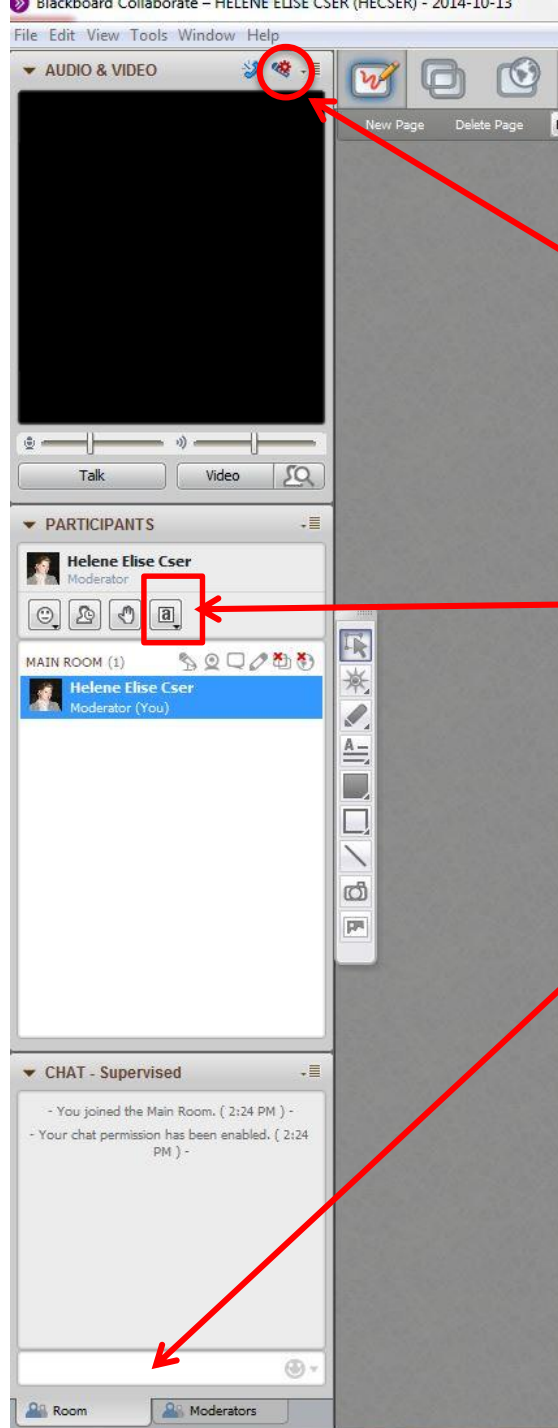 Blackboard Collaborate – HELENE ELISE CSER (HECSER) - 2014-10-13
File Edit View Tools Window Help
AUDIO & VIDEO
New Page Delete Page
Talk Video
PARTICIPANTS
Helene Elise Cser
Moderator
a
MAIN ROOM (1)
Helene Elise Cser
Moderator (You)
A
CHAT - Supervised
- You joined the Main Room. ( 2:24 PM ) -
- Your chat permission has been enabled. ( 2:24
PM ) -
Room Moderators